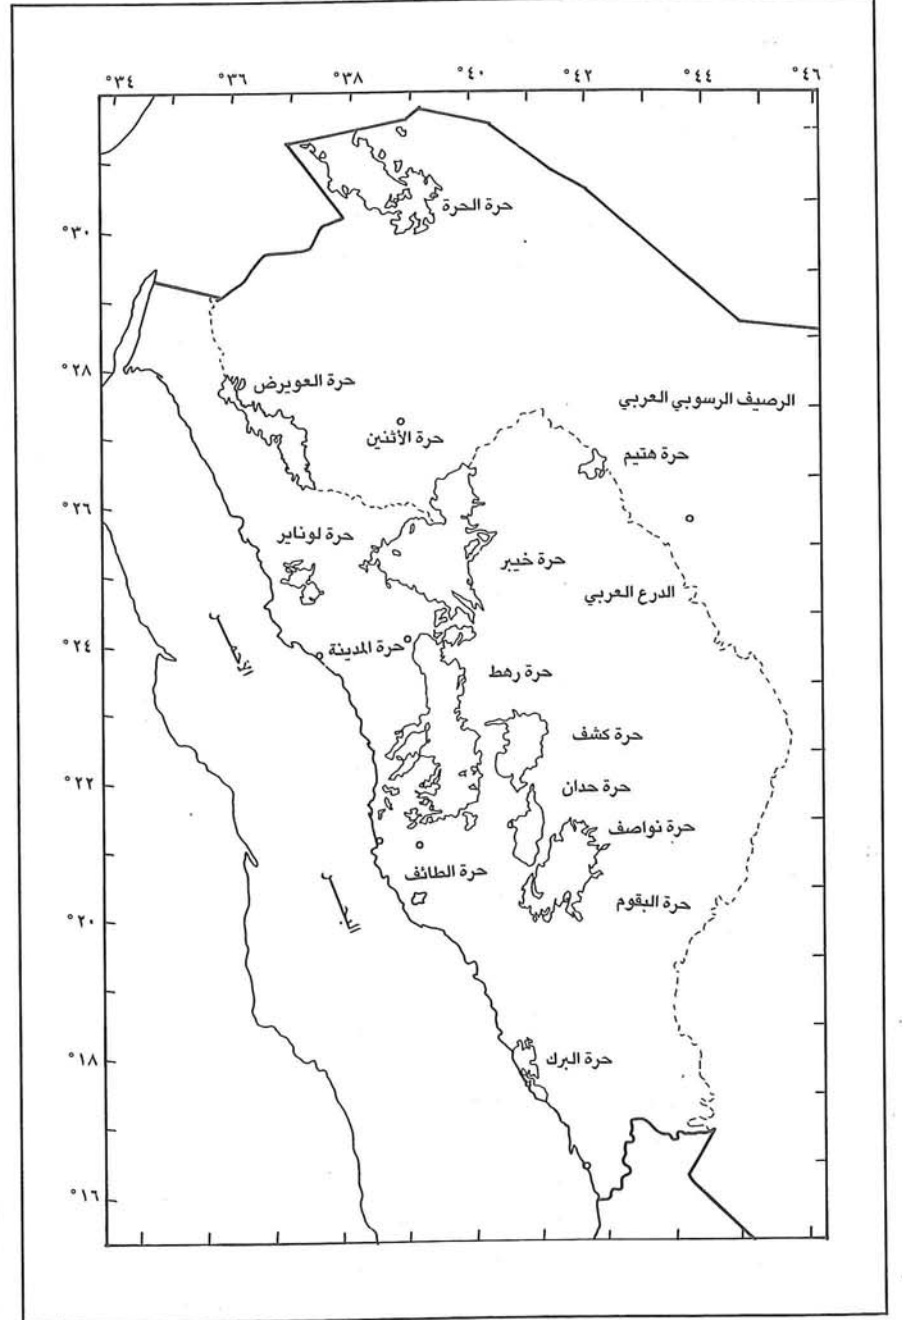 °٣٤ °٣٦ °٣٨ °٤٠ °٤٢ °٤٤ °٤٦
حرة الحرة
°٣٠
°٢٨
حرة العويرض
الرصيف الرسوبي العربي
حرة الأثنين
حرة هتيم
°٢٦
حرة لوناير
حرة خيبر
الدرع العربي
°٢٤
حرة المدينة
حرة رهط
حرة كشف
°٢٢
حرة حدان
حرة نواصف
حرة الطائف
حرة البقوم
°٢٠
°١٨
حرة البرك
°١٦